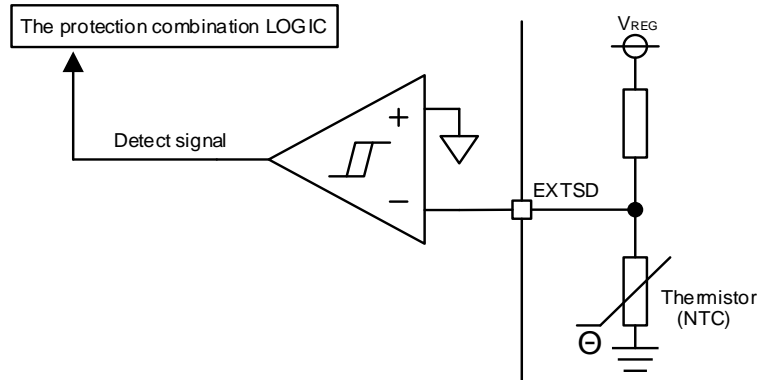 The protection combination LOGIC
VREG
Detect signal
+
−
EXTSD
Thermistor
(NTC)
Θ